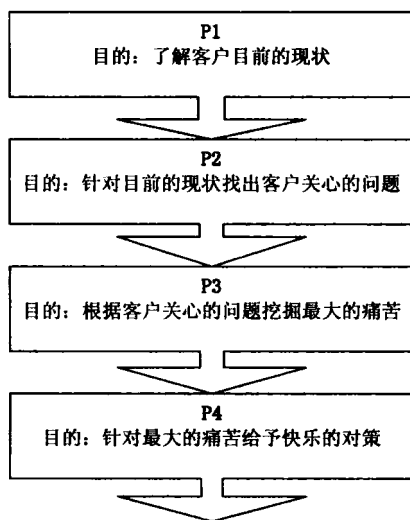 P1
目的：了解客户目前的现状
P2
目的：针对目前的现状找出客户关心的问题
P3
目的：根据客户关心的问题挖掘最大的痛苦
P4
目的：针对最大的痛苦给予快乐的对策